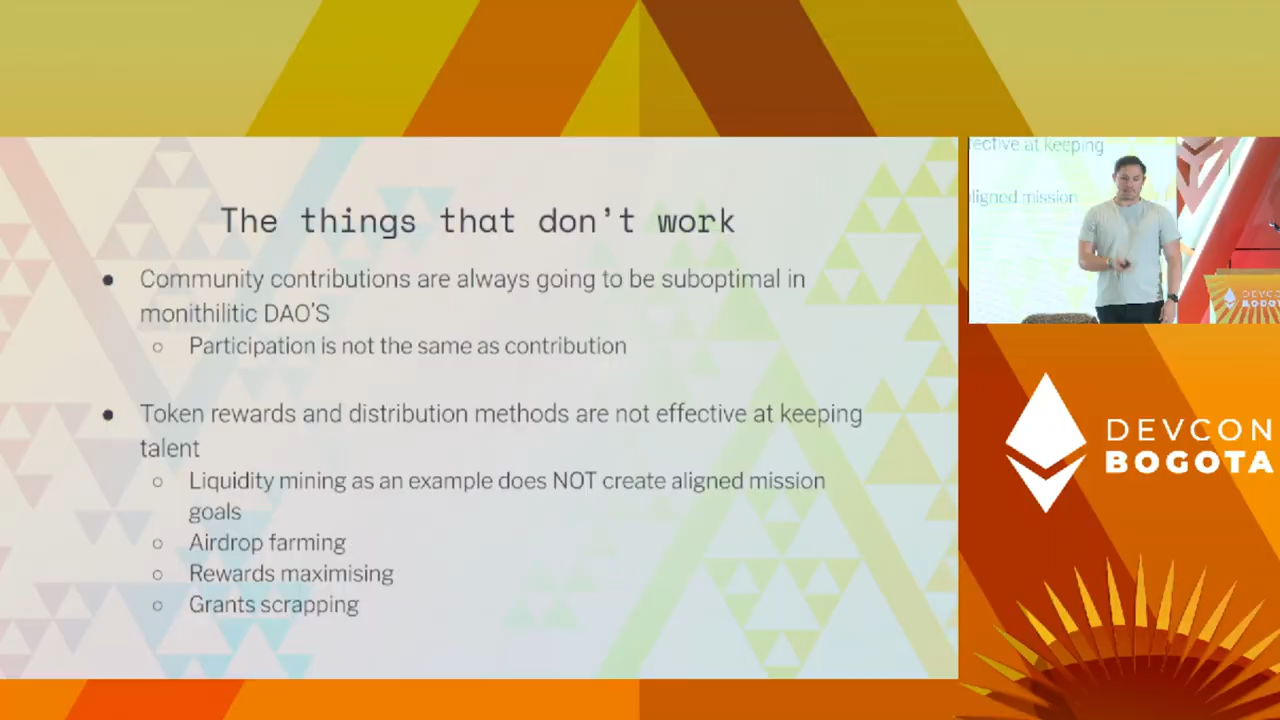 The things that don't work
● Community contributions are always going to be suboptimal in
monithilitic DAO'S
○ Participation is not the same as contribution
● Token rewards and distribution methods are not effective at keeping
talent
○ Liquidity mining as an example does NOT create aligned mission
goals
○ Airdrop farming
○ Rewards maximising
○ Grants scrapping
ective at keeping
ligned mission
DEVCON
BOGOTA
DEVCON
BOGOTA